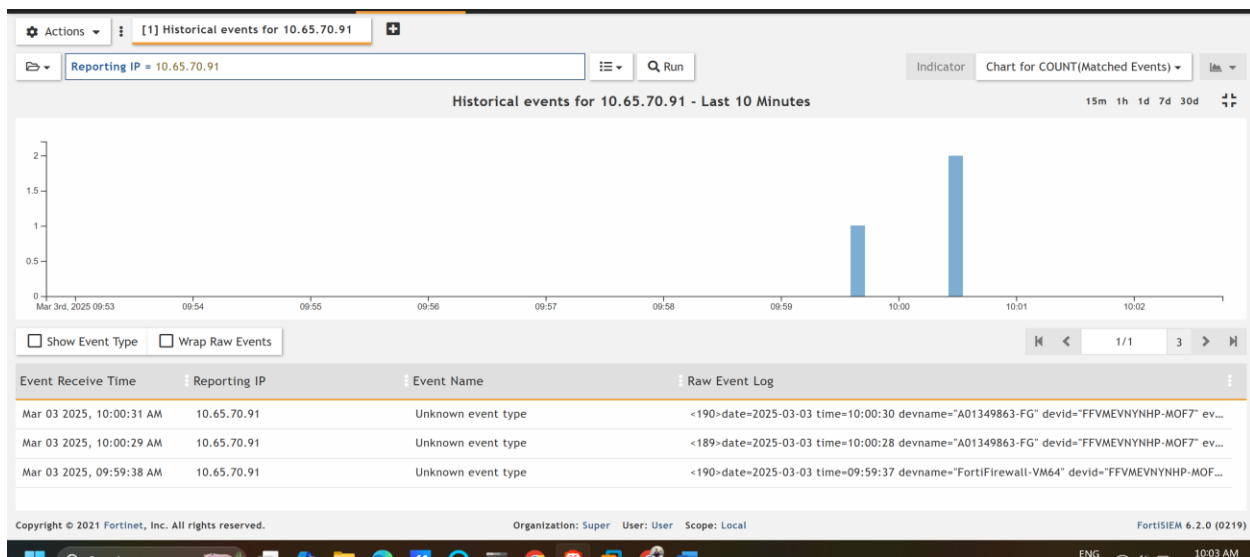 Actions [1] Historical events for 10.65.70.91
Reporting IP = 10.65.70.91 Run Indicator Chart for COUNT(Matched Events)
Historical events for 10.65.70.91 - Last 10 Minutes 15m 1h 1d 7d 30d
2
1.5
1
0.5
0
Mar 3rd, 2025 09:53 09:54 09:55 09:56 09:57 09:58 09:59 10:00 10:01 10:02
Show Event Type Wrap Raw Events 1/1 3
Event Receive Time Reporting IP Event Name Raw Event Log
Mar 03 2025, 10:00:31 AM 10.65.70.91 Unknown event type <190>date=2025-03-03 time=10:00:30 devname="A01349863-FG" devid="FFVMEVNYNHP-MOF7" ev...
Mar 03 2025, 10:00:29 AM 10.65.70.91 Unknown event type <189>date=2025-03-03 time=10:00:28 devname="A01349863-FG" devid="FFVMEVNYNHP-MOF7" ev...
Mar 03 2025, 09:59:38 AM 10.65.70.91 Unknown event type <190>date=2025-03-03 time=09:59:37 devname="FortiFirewall-VM64" devid="FFVMEVNYNHP-MOF...
Copyright © 2021 Fortinet, Inc. All rights reserved. Organization: Super User: User Scope: Local FortiSIEM 6.2.0 (0219)
ENG 10:03 AM